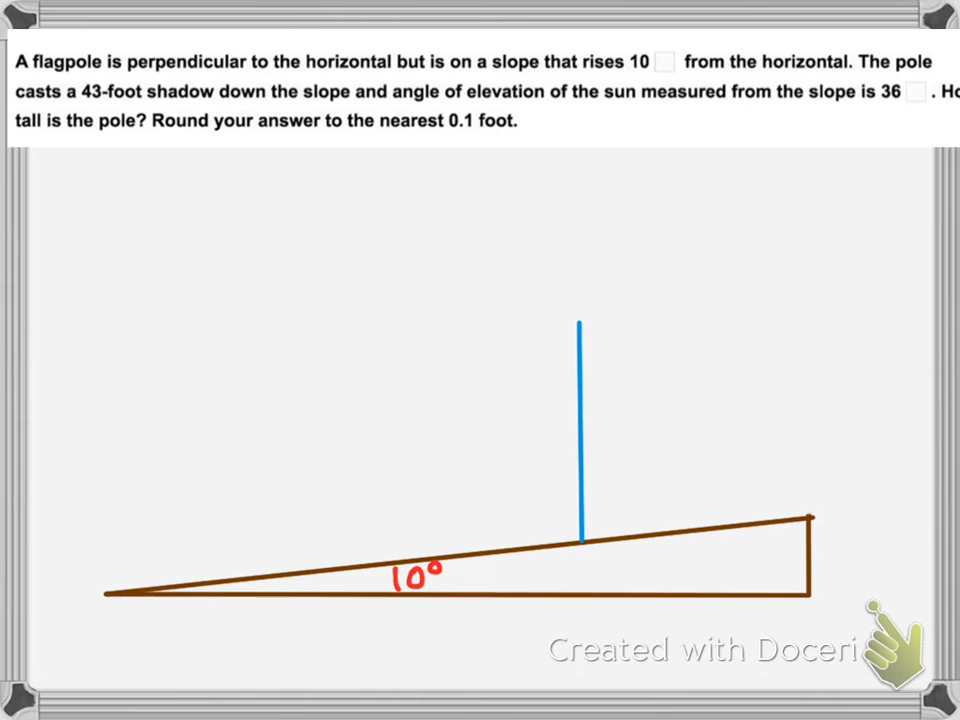 A flagpole is perpendicular to the horizontal but is on a slope that rises 10 from the horizontal. The pole
casts a 43-foot shadow down the slope and angle of elevation of the sun measured from the slope is 36 . Ho
tall is the pole? Round your answer to the nearest 0.1 foot.
10°
Created with Doceri